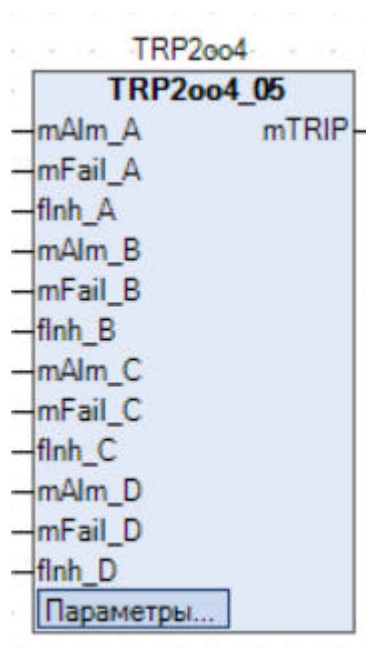 TRP2oo4
TRP2oo4_05
mAlm_A mTRIP
mFail_A
fInh_A
mAlm_B
mFail_B
fInh_B
mAlm_C
mFail_C
fInh_C
mAlm_D
mFail_D
fInh_D
Параметры...